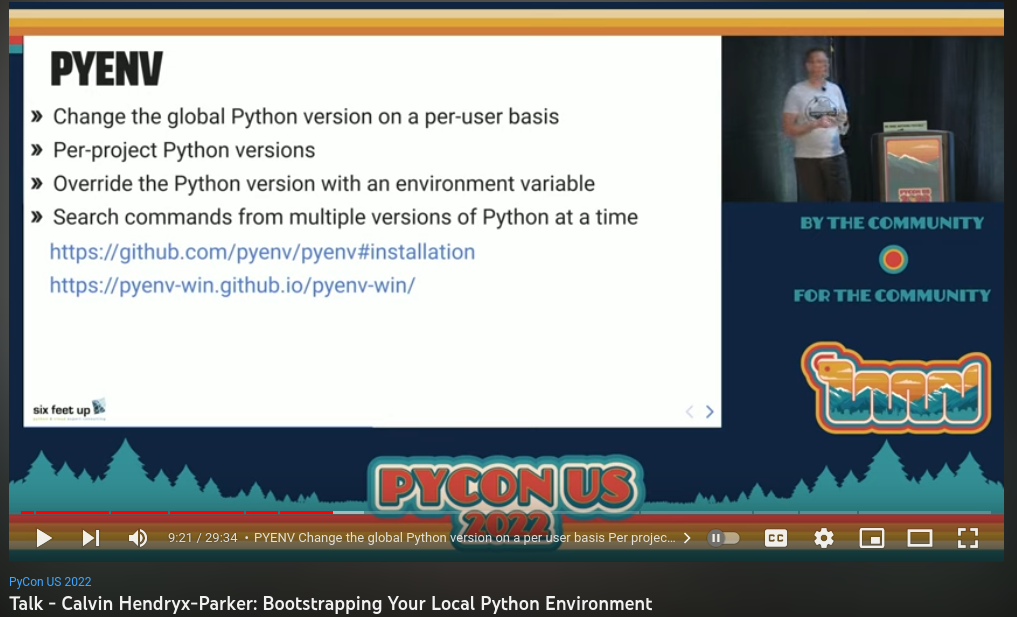 PYENV
» Change the global Python version on a per-user basis
» Per-project Python versions
» Override the Python version with an environment variable
» Search commands from multiple versions of Python at a time
https://github.com/pyenv/pyenv#installation
https://pyenv-win.github.io/pyenv-win/
six feet up
BY THE COMMUNITY
FOR THE COMMUNITY
PYCON US
2022
9:21 / 29:34 • PYENV Change the global Python version on a per user basis Per projec...
CC
PyCon US 2022
Talk - Calvin Hendryx-Parker: Bootstrapping Your Local Python Environment